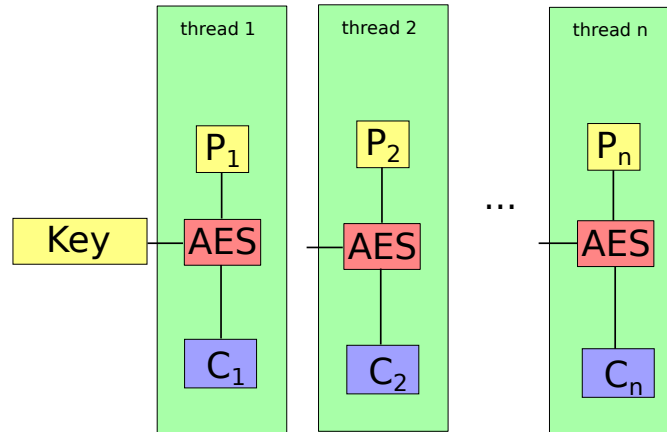 thread 1
thread 2
thread n
P1
P2
Pn
...
Key
AES
AES
AES
C1
C2
Cn